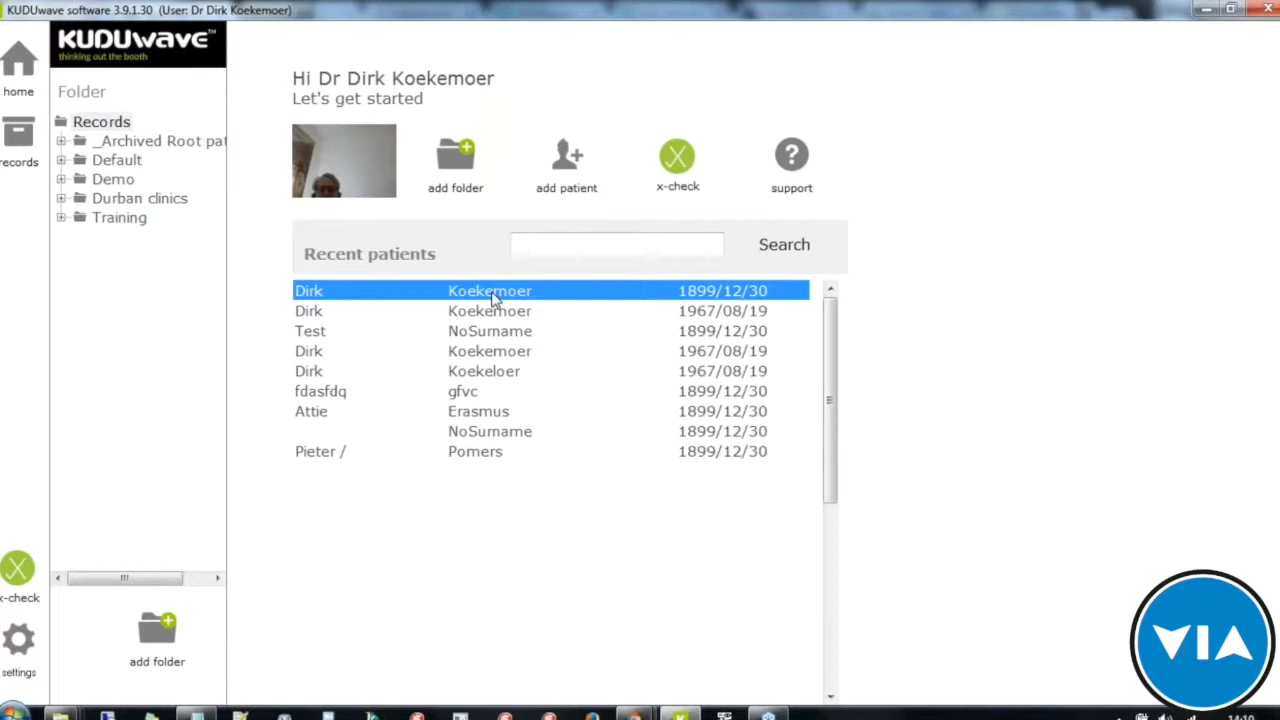 KUDUwave software 3.9.1.30 (User: Dr Dirk Koekemoer)
KUDUwave™
thinking out the booth
home
records
Folder
Records
_Archived Root pat
Default
Demo
Durban clinics
Training
Hi Dr Dirk Koekemoer
Let's get started
add folder
add patient
x-check
support
Recent patients
Search
Dirk Koekemoer 1899/12/30
Dirk Koekemoer 1967/08/19
Test NoSurname 1899/12/30
Dirk Koekemoer 1967/08/19
Dirk Koekeloer 1967/08/19
fdasfdq gfvc 1899/12/30
Attie Erasmus 1899/12/30
NoSurname 1899/12/30
Pieter / Pomers 1899/12/30
x-check
add folder
settings
VIA
14:10